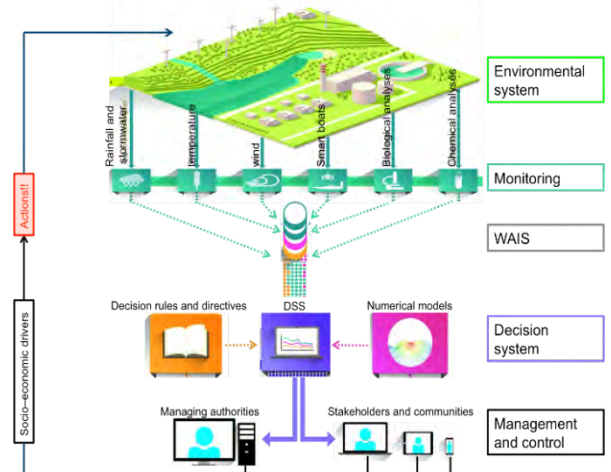 Environmental
system
Rainfall and
stormwater
temperature
wind
Smart boats
Biological analyses
Chemical analyses
Monitoring
Actions!!
WAIS
Decision rules and directives
DSS
Numerical models
Decision
system
Socio-economic drivers
Managing authorities
Stakeholders and communities
Management
and control